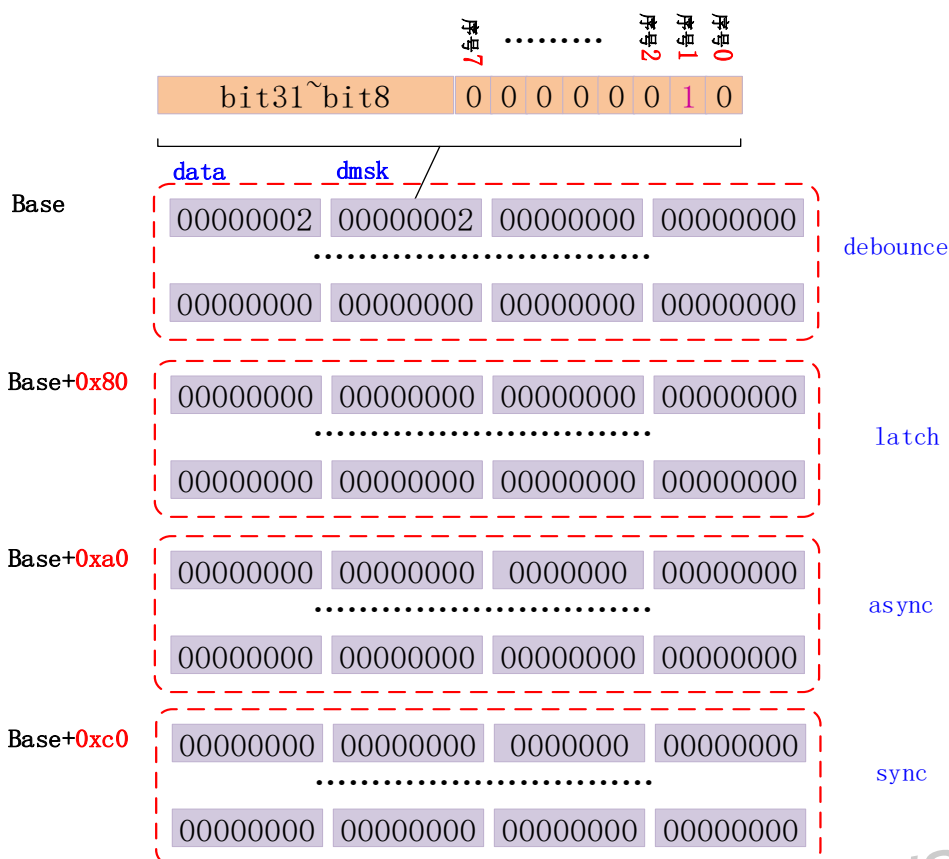 序号7 ········· 序号2 序号1 序号0
bit31~bit8 0 0 0 0 0 0 1 0
data dmsk
Base 00000002 00000002 00000000 00000000
debounce
00000000 00000000 00000000 00000000
Base+0x80 00000000 00000000 00000000 00000000
latch
00000000 00000000 00000000 00000000
Base+0xa0 00000000 00000000 0000000 00000000
async
00000000 00000000 00000000 00000000
Base+0xc0 00000000 00000000 0000000 00000000
sync
00000000 00000000 00000000 00000000